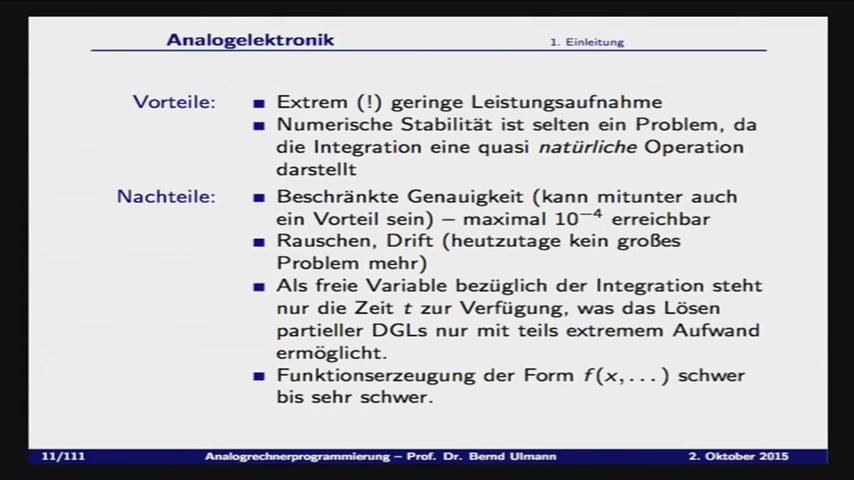 Analogelektronik
1. Einleitung
Vorteile:
Extrem (!) geringe Leistungsaufnahme
Numerische Stabilität ist selten ein Problem, da
die Integration eine quasi natürliche Operation
darstellt
Nachteile:
Beschränkte Genauigkeit (kann mitunter auch
ein Vorteil sein) – maximal 10⁻⁴ erreichbar
Rauschen, Drift (heutzutage kein großes
Problem mehr)
Als freie Variable bezüglich der Integration steht
nur die Zeit t zur Verfügung, was das Lösen
partieller DGLs nur mit teils extremem Aufwand
ermöglicht.
Funktionserzeugung der Form f(x,...) schwer
bis sehr schwer.
11/111
Analogrechnerprogrammierung – Prof. Dr. Bernd Ulmann
2. Oktober 2015